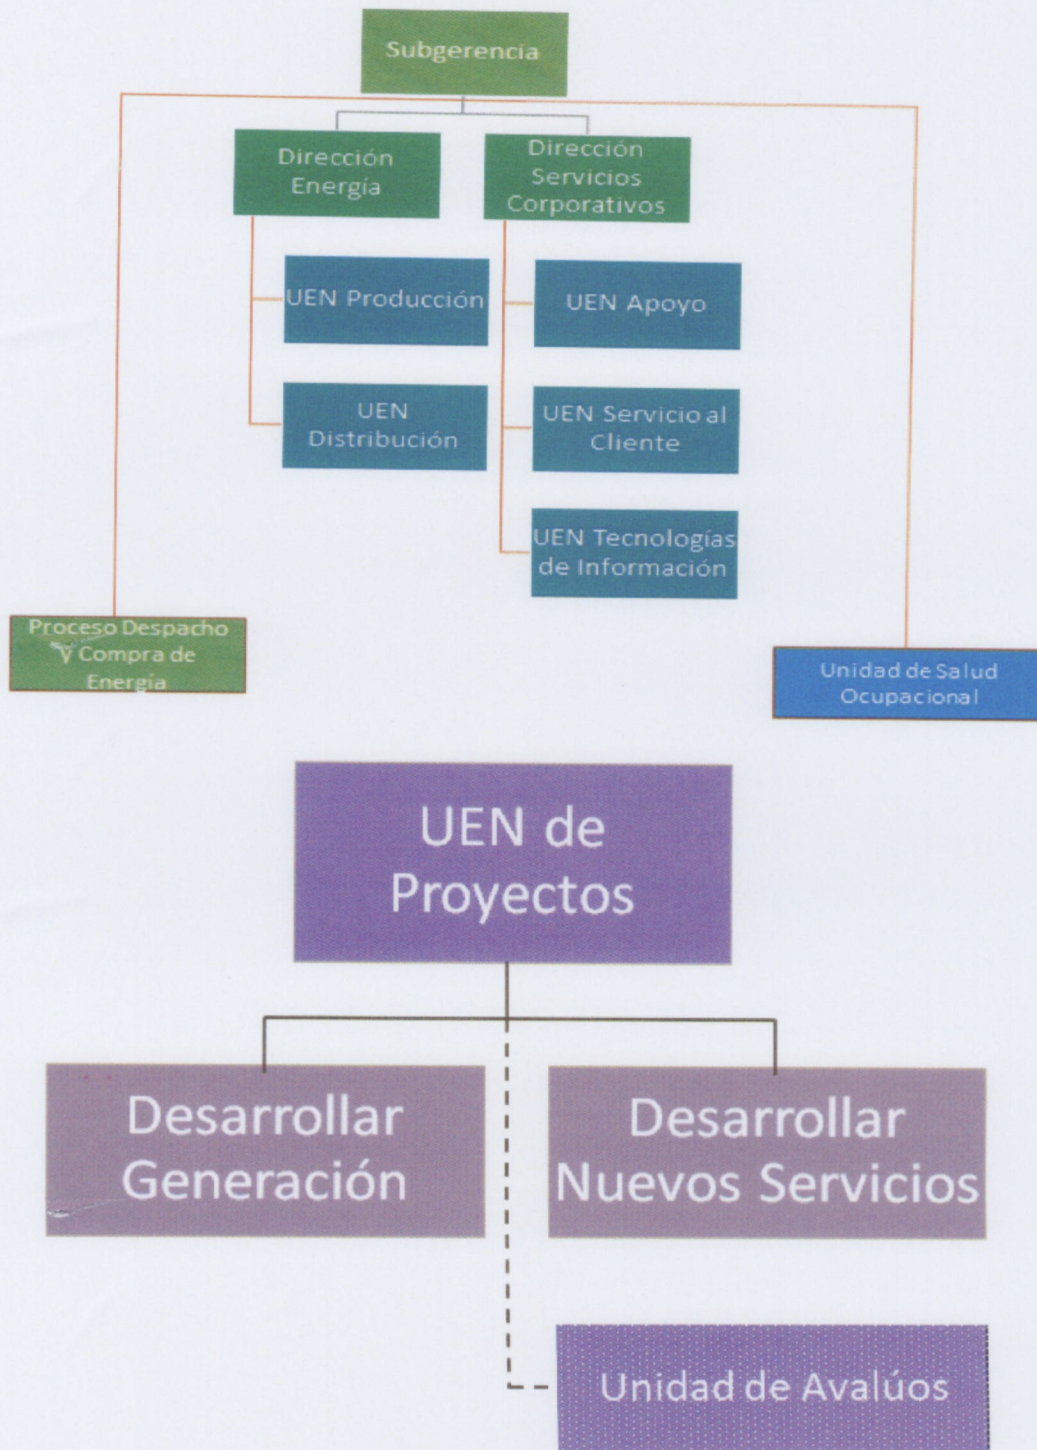 Subgerencia
Dirección
Energía
Dirección
Servicios
Corporativos
UEN Producción
UEN Apoyo
UEN
Distribución
UEN Servicio al
Cliente
UEN Tecnologías
de Información
Proceso Despacho
y Compra de
Energía
Unidad de Salud
Ocupacional
UEN de
Proyectos
Desarrollar
Generación
Desarrollar
Nuevos Servicios
Unidad de Avalúos